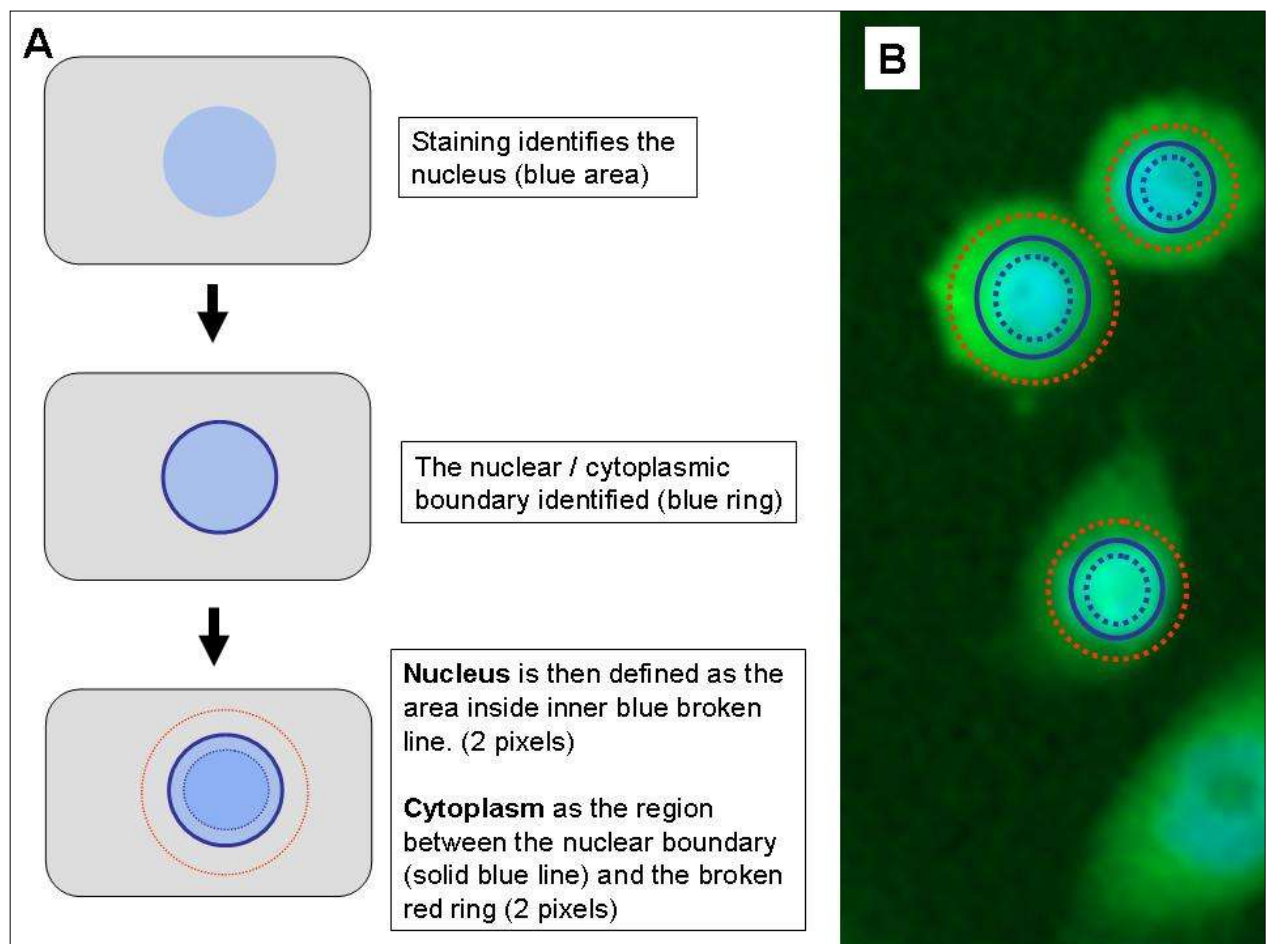 A
Staining identifies the
nucleus (blue area)
The nuclear / cytoplasmic
boundary identified (blue ring)
Nucleus is then defined as the
area inside inner blue broken
line. (2 pixels)
Cytoplasm as the region
between the nuclear boundary
(solid blue line) and the broken
red ring (2 pixels)
B